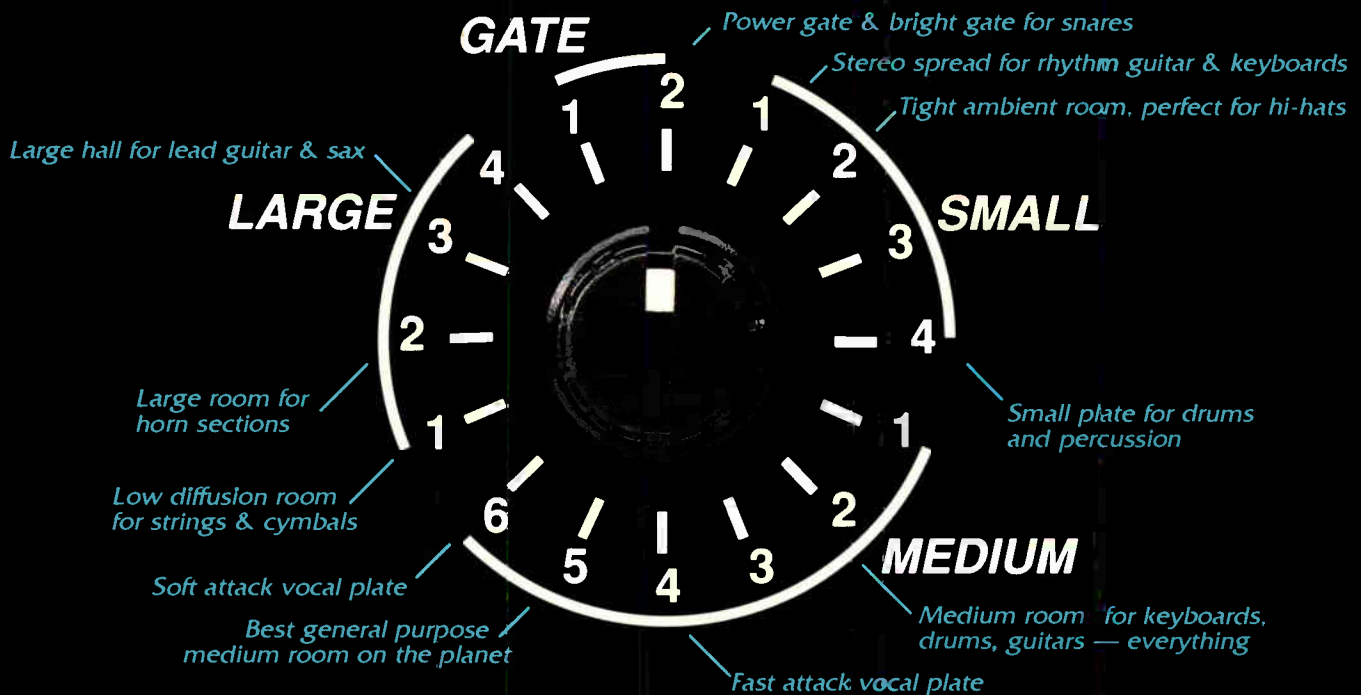 GATE
1
2
Power gate & bright gate for snares
Stereo spread for rhythm guitar & keyboards
Tight ambient room, perfect for hi-hats
SMALL
1
2
3
4
Small plate for drums
and percussion
MEDIUM
1
2
3
4
5
6
Medium room for keyboards,
drums, guitars — everything
Fast attack vocal plate
Best general purpose
medium room on the planet
Soft attack vocal plate
LARGE
1
2
3
4
Low diffusion room
for strings & cymbals
Large room for
horn sections
Large hall for lead guitar & sax